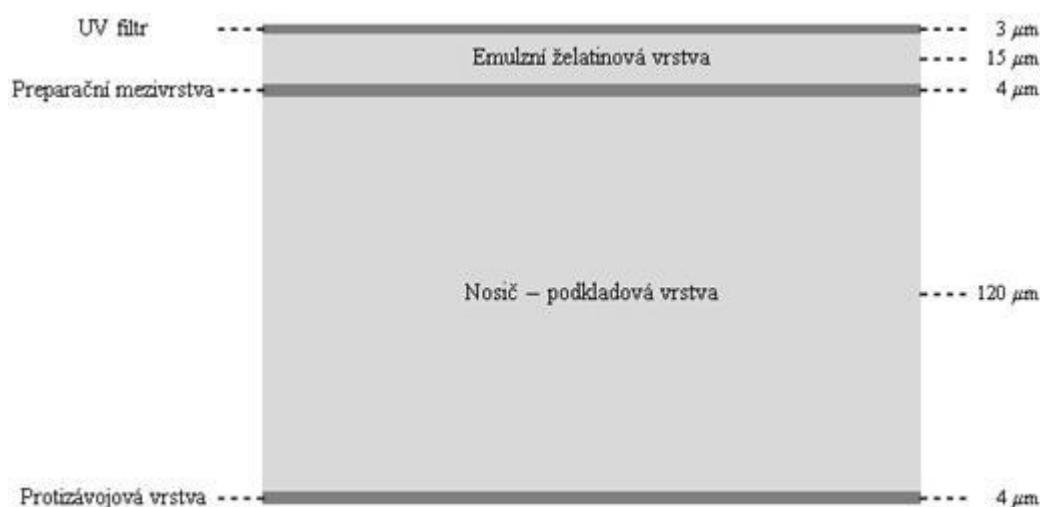 UV filtr
3 μm
Emulzní želatinová vrstva
15 μm
Preparační mezivrstva
4 μm
Nosič – podkladová vrstva
120 μm
Protizávojová vrstva
4 μm